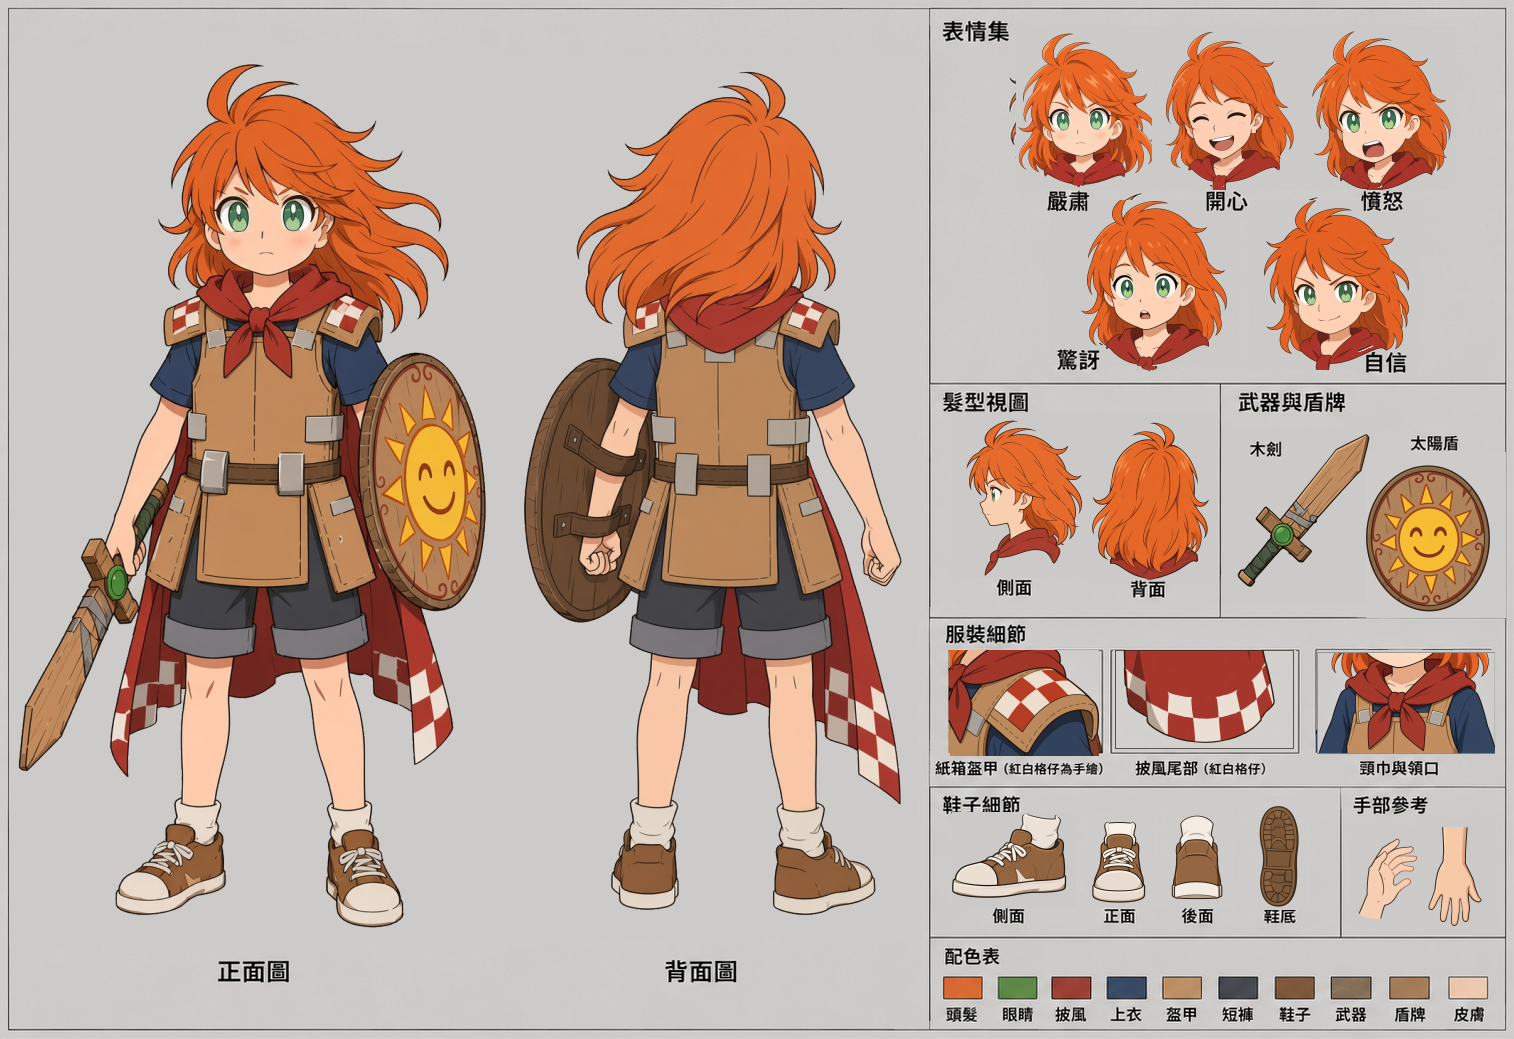 正面圖
背面圖
表情集
嚴肅
開心
憤怒
驚訝
自信
髮型視圖
側面
背面
武器與盾牌
木劍
太陽盾
服裝細節
紙箱盔甲（紅白格仔為手繪）
披風尾部（紅白格仔）
頭巾與領口
鞋子細節
側面
正面
後面
鞋底
手部參考
配色表
頭髮
眼睛
披風
上衣
盔甲
短褲
鞋子
武器
盾牌
皮膚